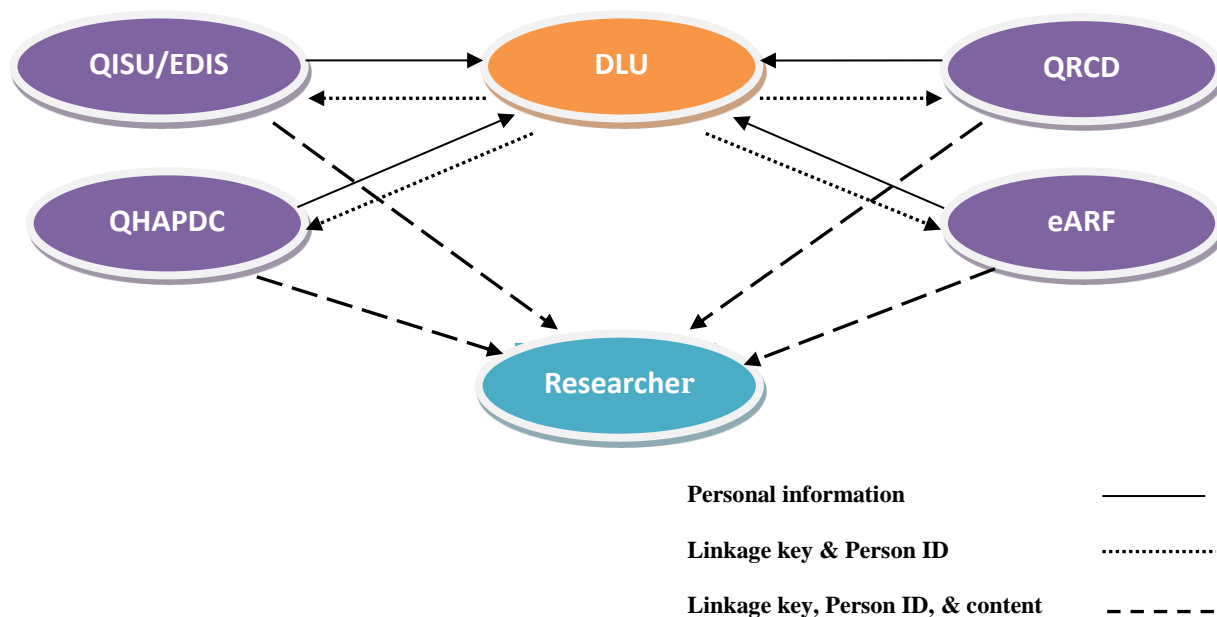 QISU/EDIS
DLU
QRCD
QHAPDC
eARF
Researcher
Personal information
Linkage key & Person ID
Linkage key, Person ID, & content